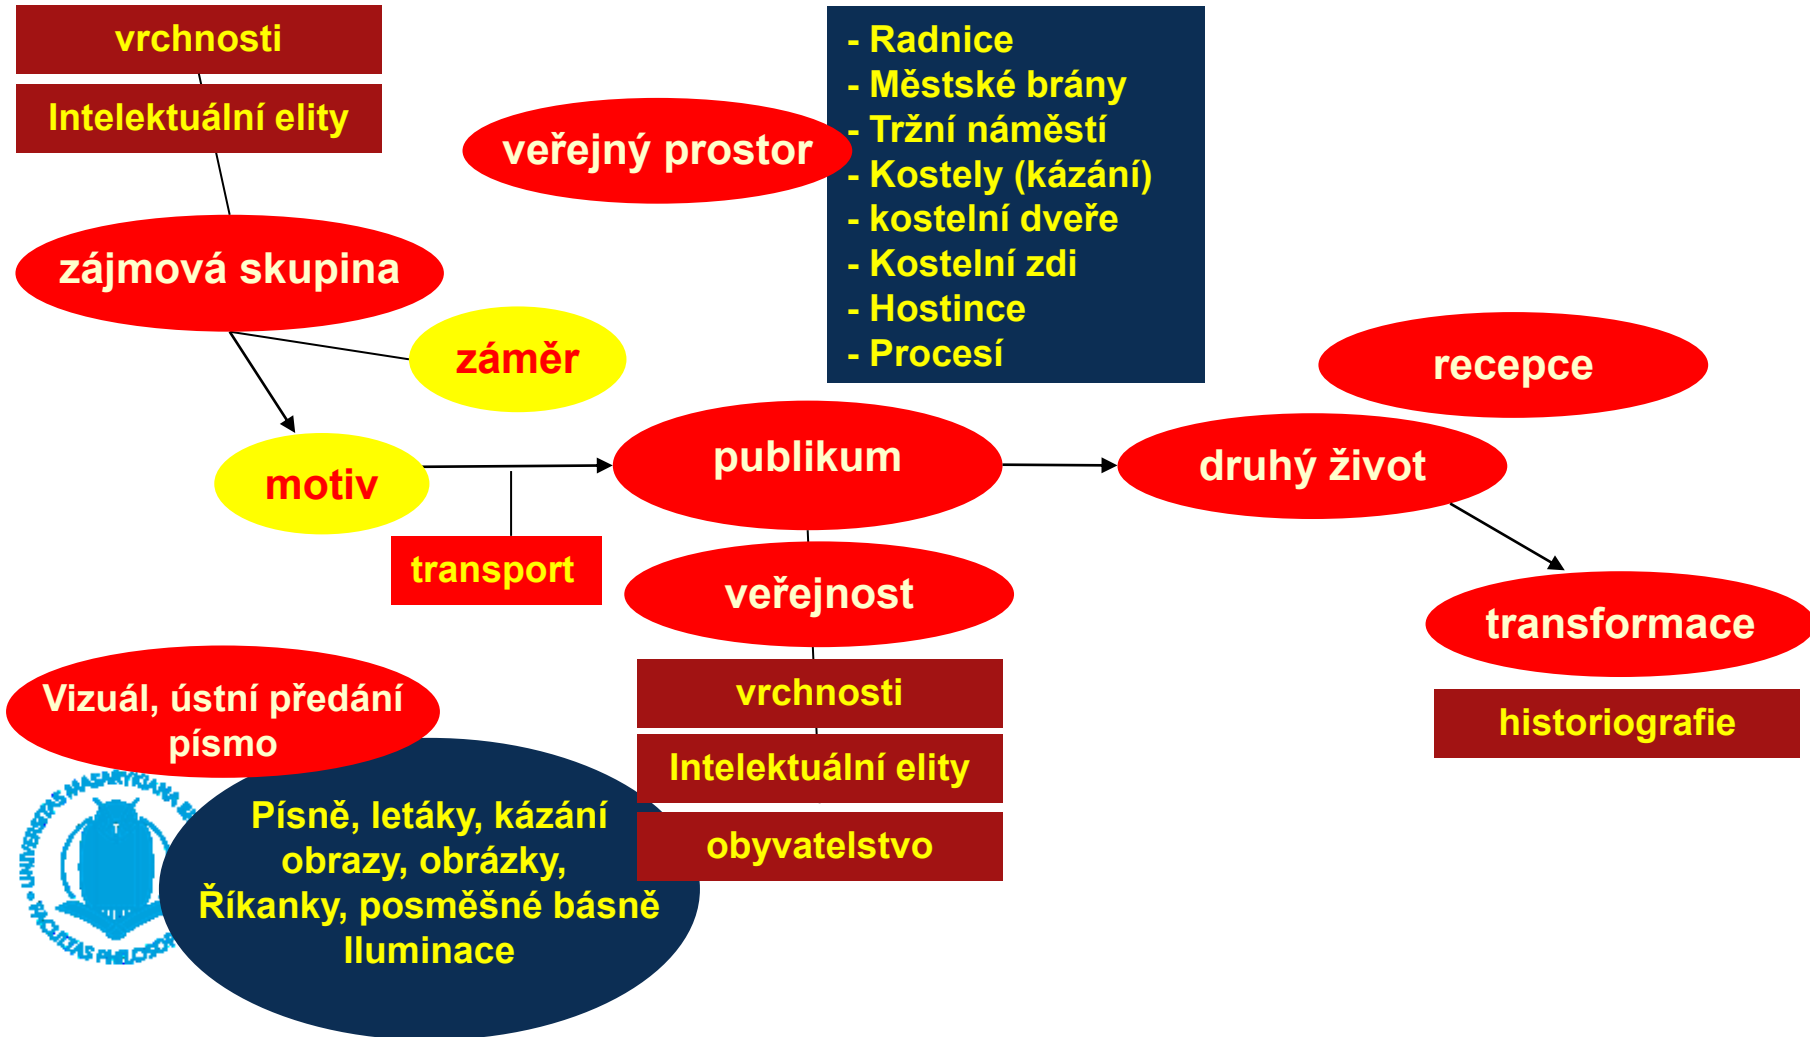 vrchnosti
Intelektuální elity
zájmová skupina
záměr
motiv
transport
veřejný prostor
- Radnice
- Městské brány
- Tržní náměstí
- Kostely (kázání)
- kostelní dveře
- Kostelní zdi
- Hostince
- Procesí
publikum
veřejnost
vrchnosti
Intelektuální elity
obyvatelstvo
recepce
druhý život
transformace
historiografie
Vizuál, ústní předání
písmo
Písně, letáky, kázání
obrazy, obrázky,
Říkanky, posměšné básně
Iluminace
UNIVERSITAS MASARYKIANA